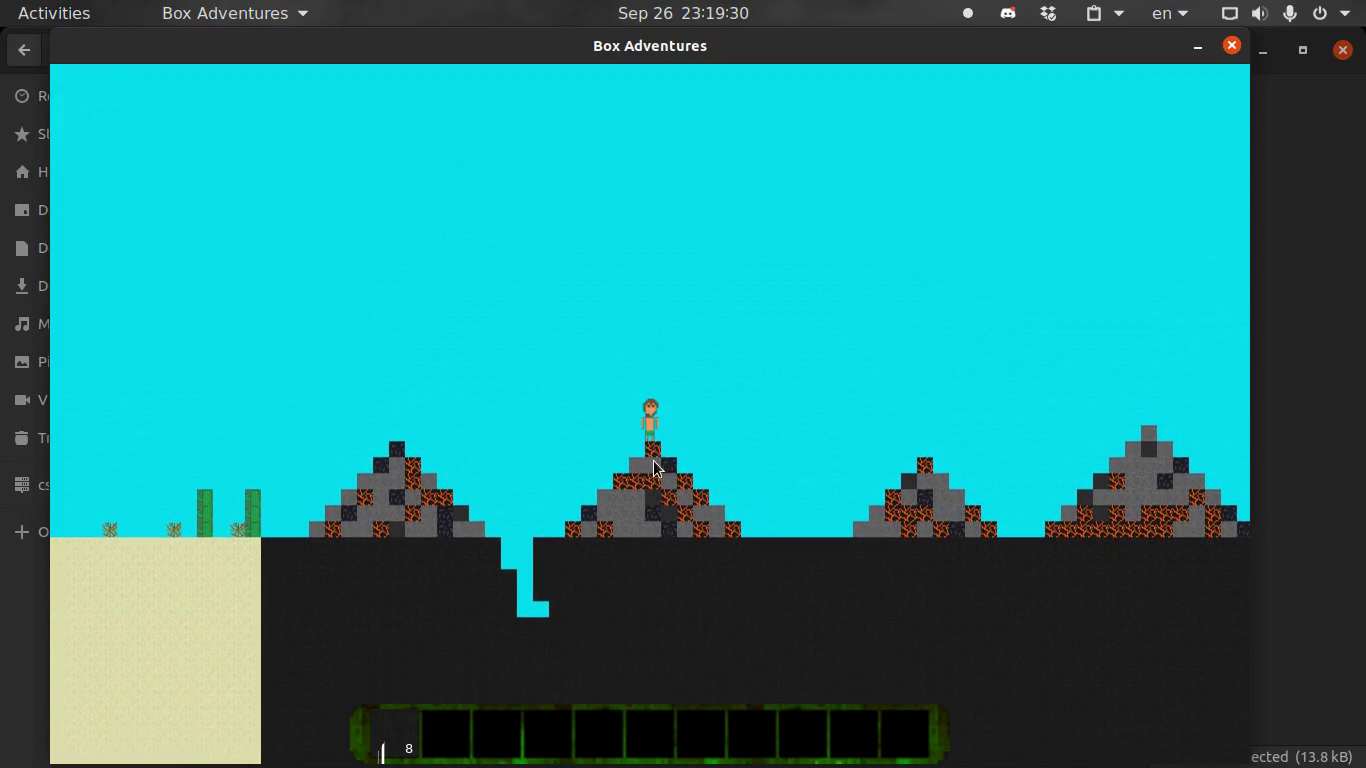 Activities
Box Adventures
Sep 26 23:19:30
en
Box Adventures
8
ected (13.8 kB)